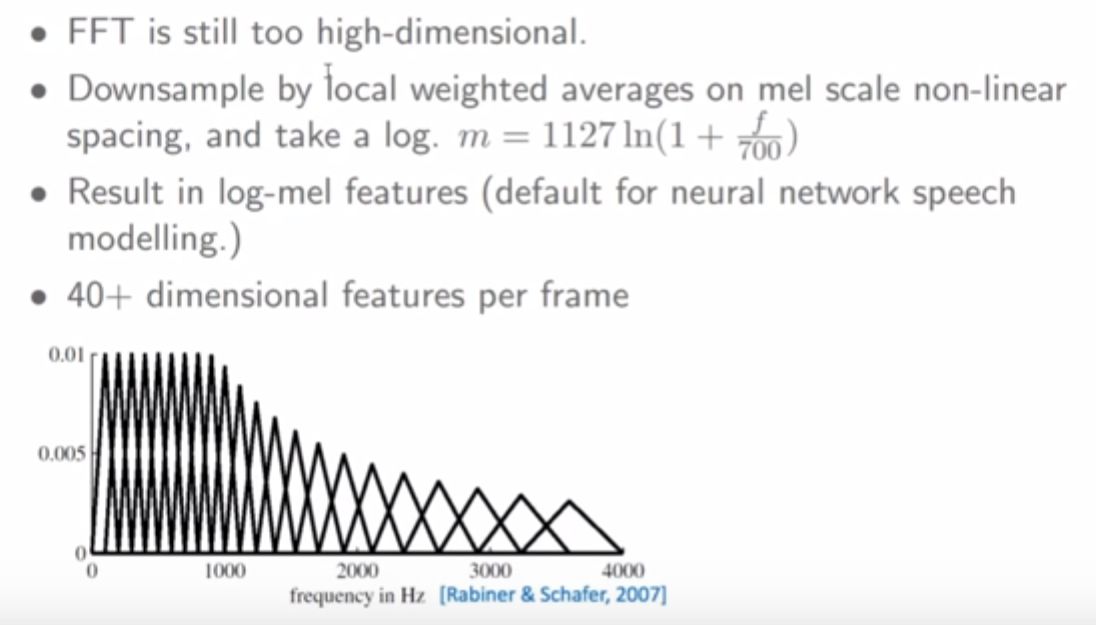 • FFT is still too high-dimensional.
• Downsample by local weighted averages on mel scale non-linear
spacing, and take a log. m = 1127 ln(1 + f/700)
• Result in log-mel features (default for neural network speech
modelling.)
• 40+ dimensional features per frame
0.01
0.005
0
0 1000 2000 3000 4000
frequency in Hz [Rabiner & Schafer, 2007]